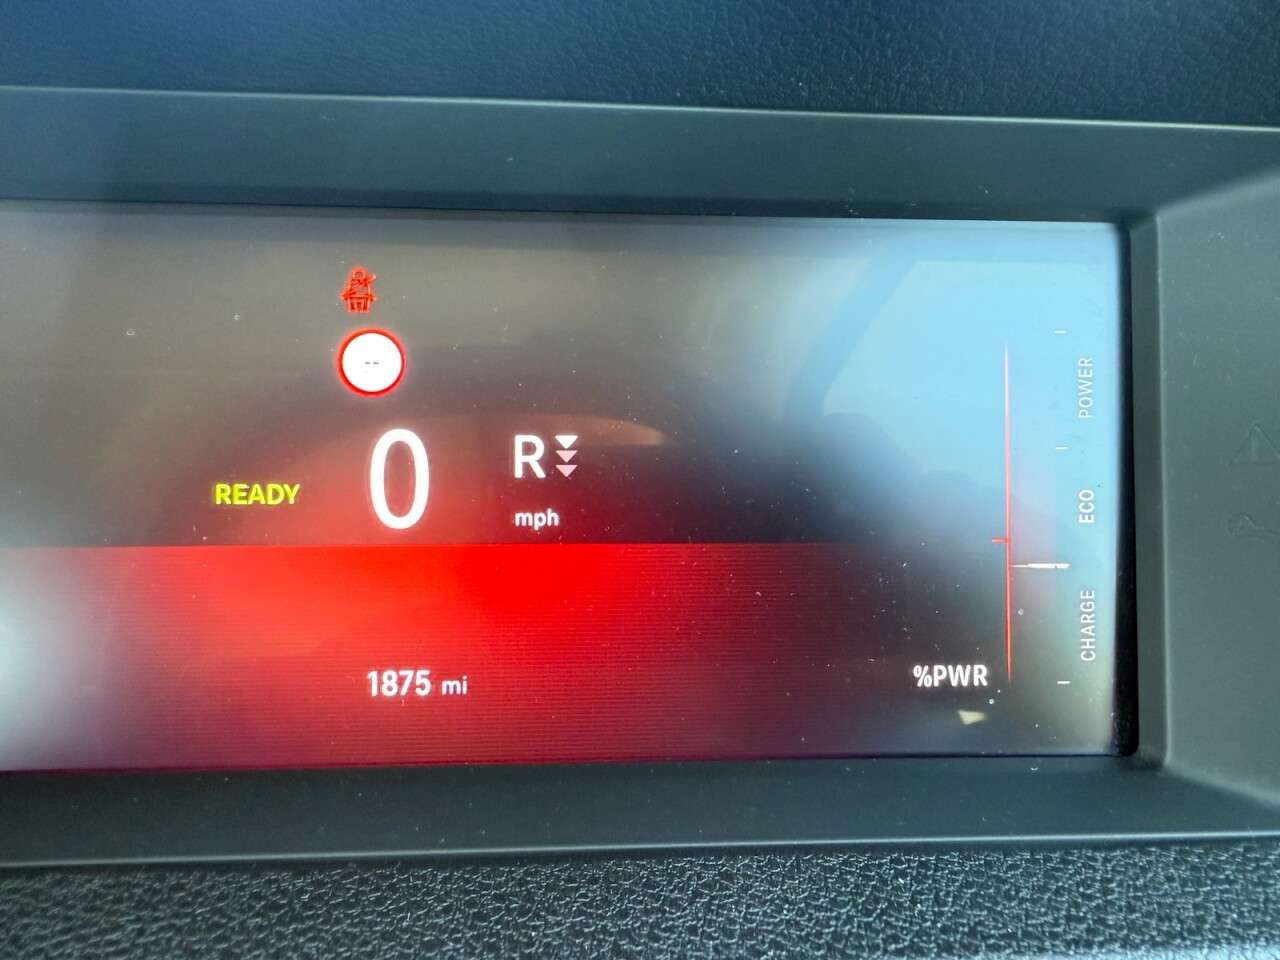 --
0
R
READY
mph
1875 mi
%PWR
POWER
ECO
CHARGE